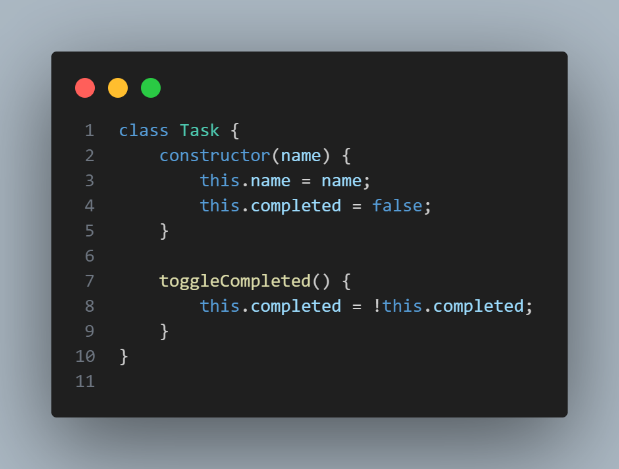 1 class Task {
2     constructor(name) {
3         this.name = name;
4         this.completed = false;
5     }
6
7     toggleCompleted() {
8         this.completed = !this.completed;
9     }
10 }
11